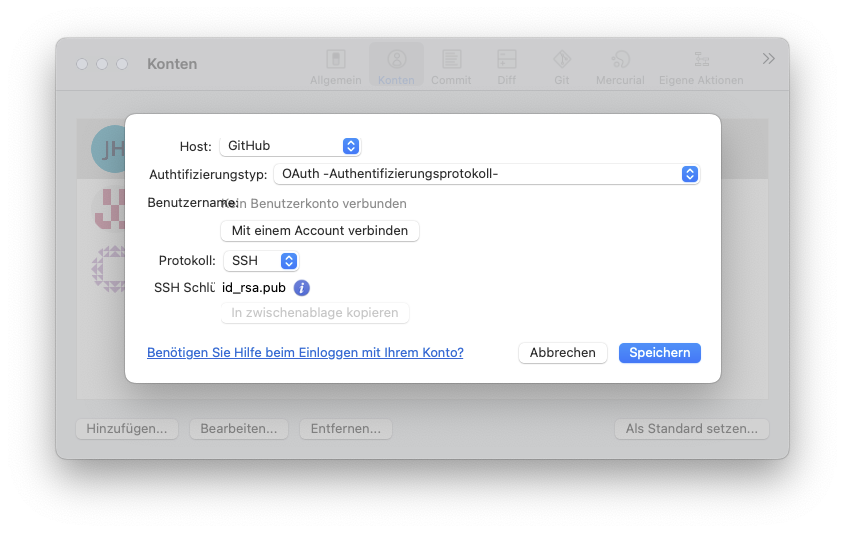 Konten
Allgemein Konten Commit Diff Git Mercurial Eigene Aktionen
JH
Host: GitHub
Authtifizierungstyp: OAuth -Authentifizierungsprotokoll-
Benutzername: Kein Benutzerkonto verbunden
Mit einem Account verbinden
Protokoll: SSH
SSH Schlü id_rsa.pub
In zwischenablage kopieren
Benötigen Sie Hilfe beim Einloggen mit Ihrem Konto? Abbrechen Speichern
Hinzufügen... Bearbeiten... Entfernen... Als Standard setzen...